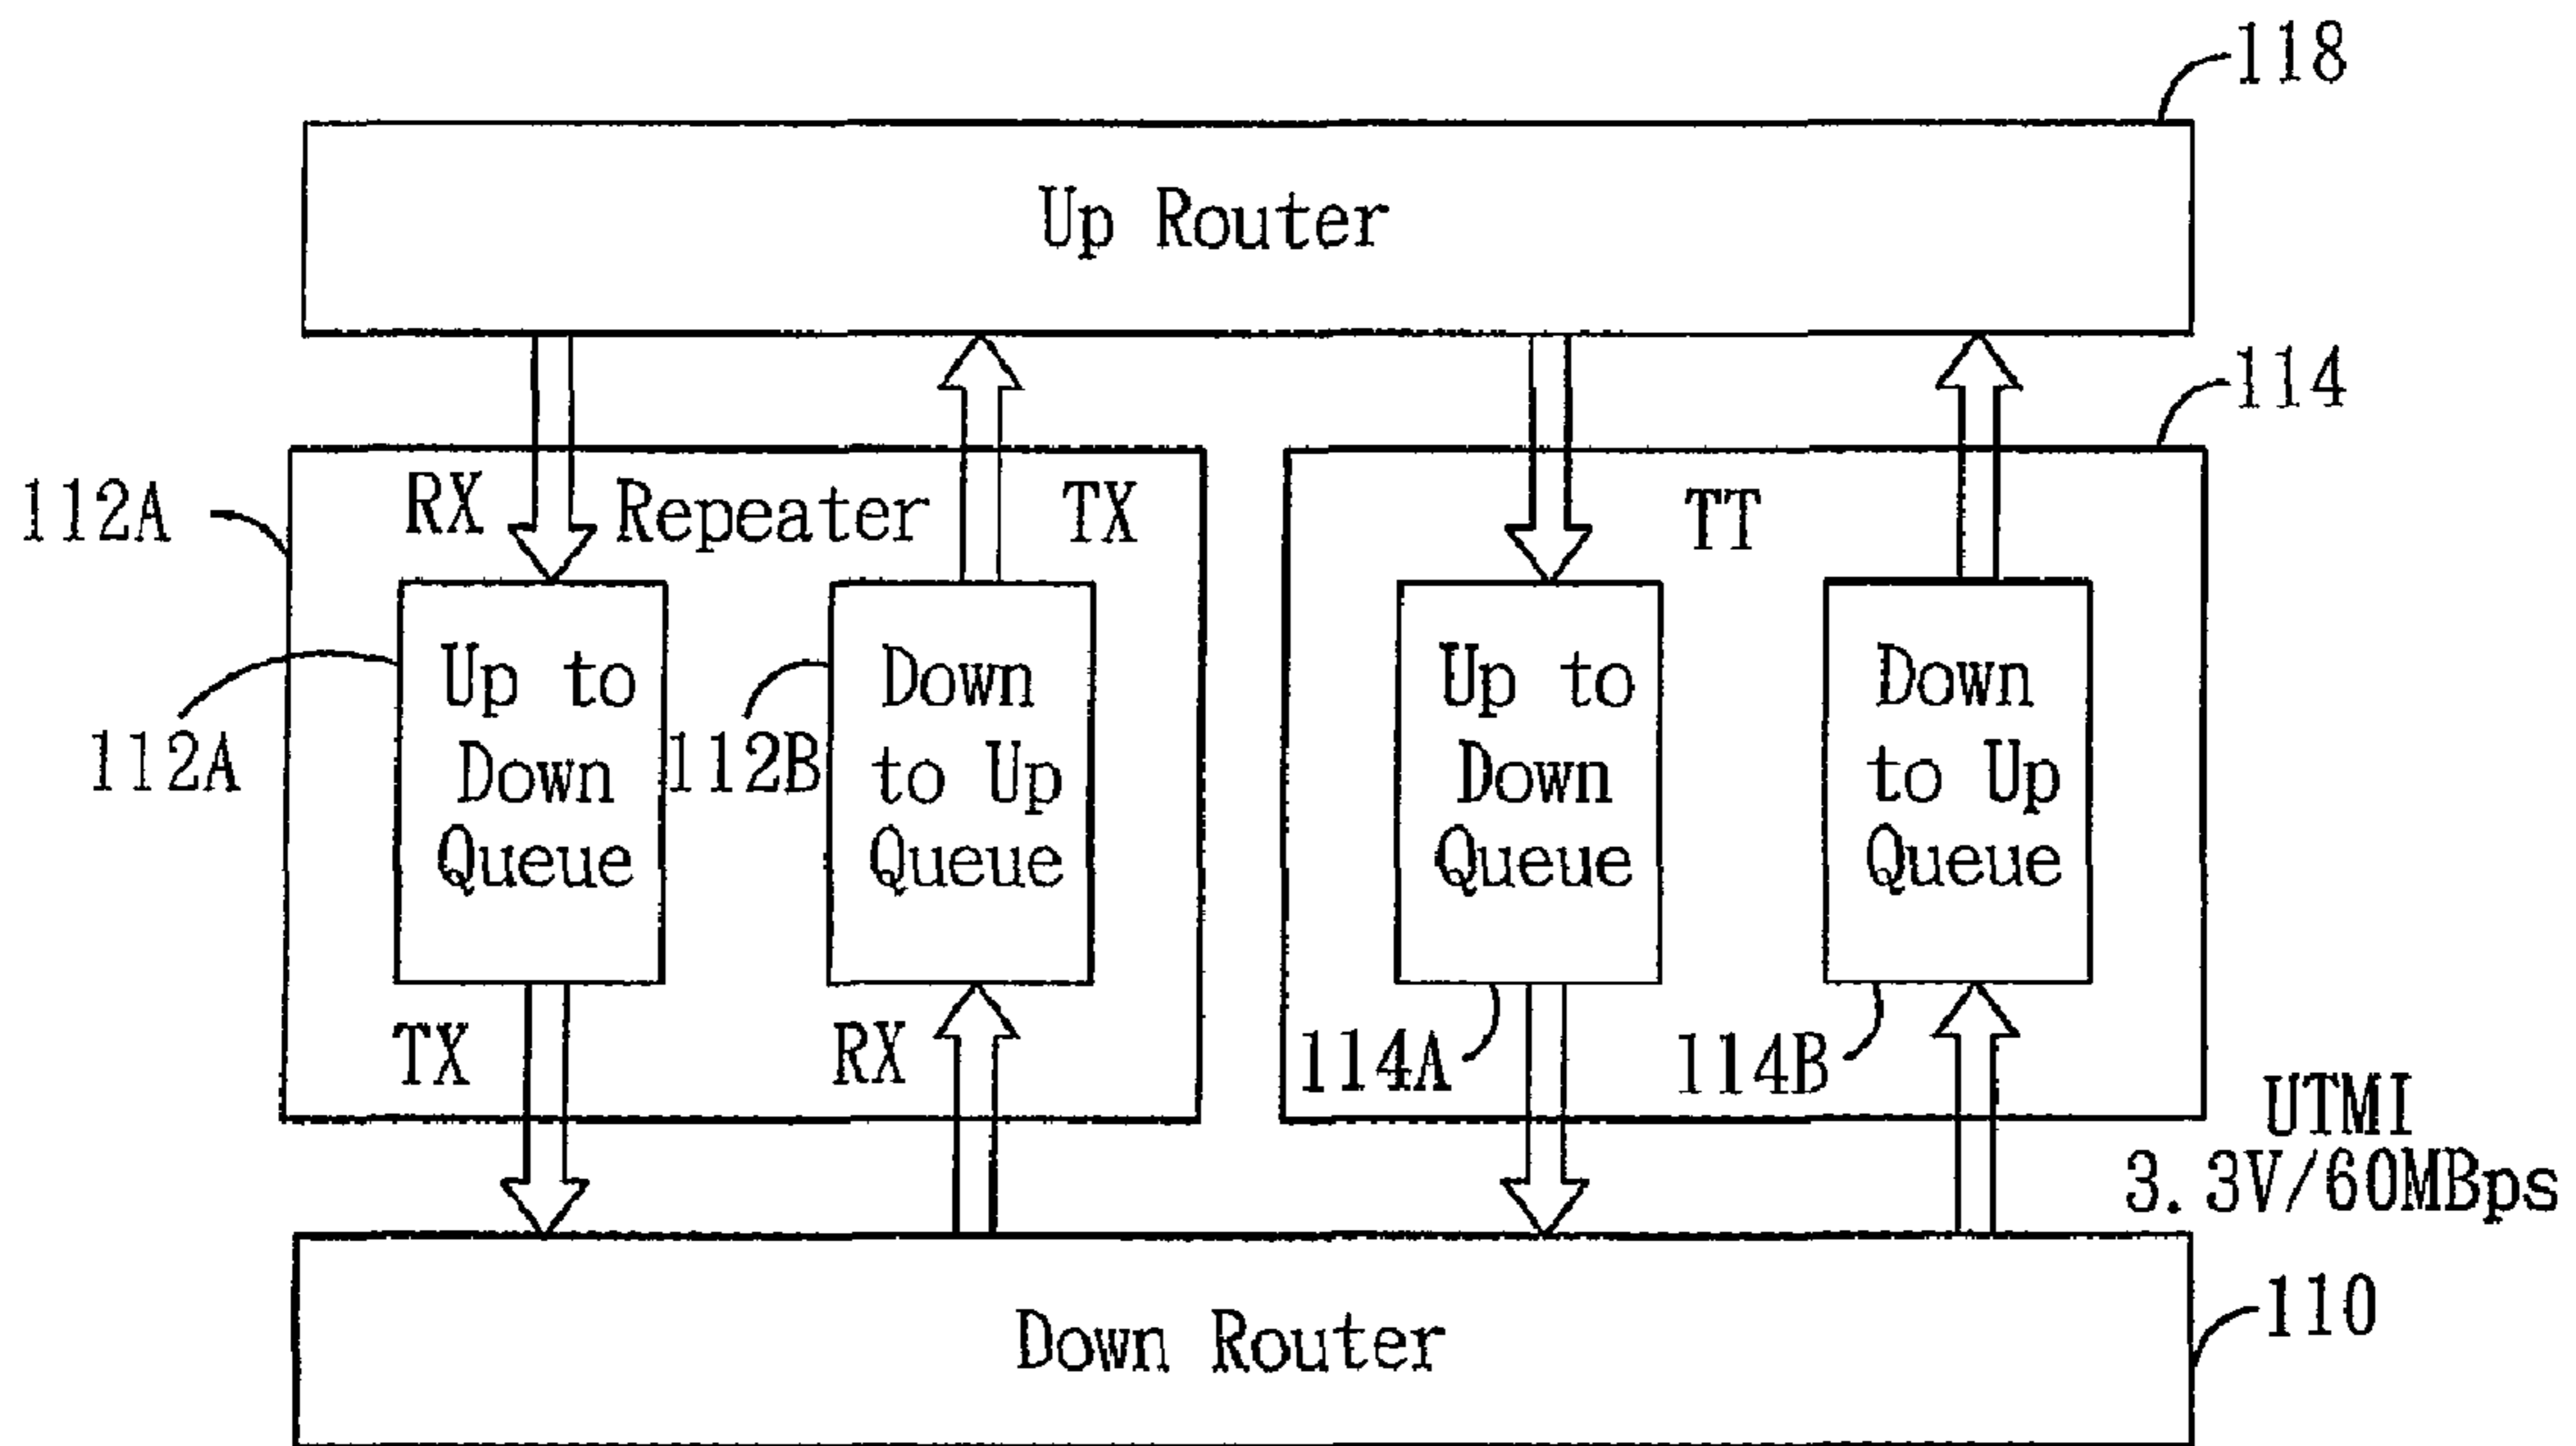 118
Up Router
114
112A
RX
Repeater
TX
TT
Up to
Down
Queue
112A
Down
to Up
Queue
112B
Up to
Down
Queue
Down
to Up
Queue
TX
RX
114A
114B
UTMI
3.3V/60MBps
Down Router
110